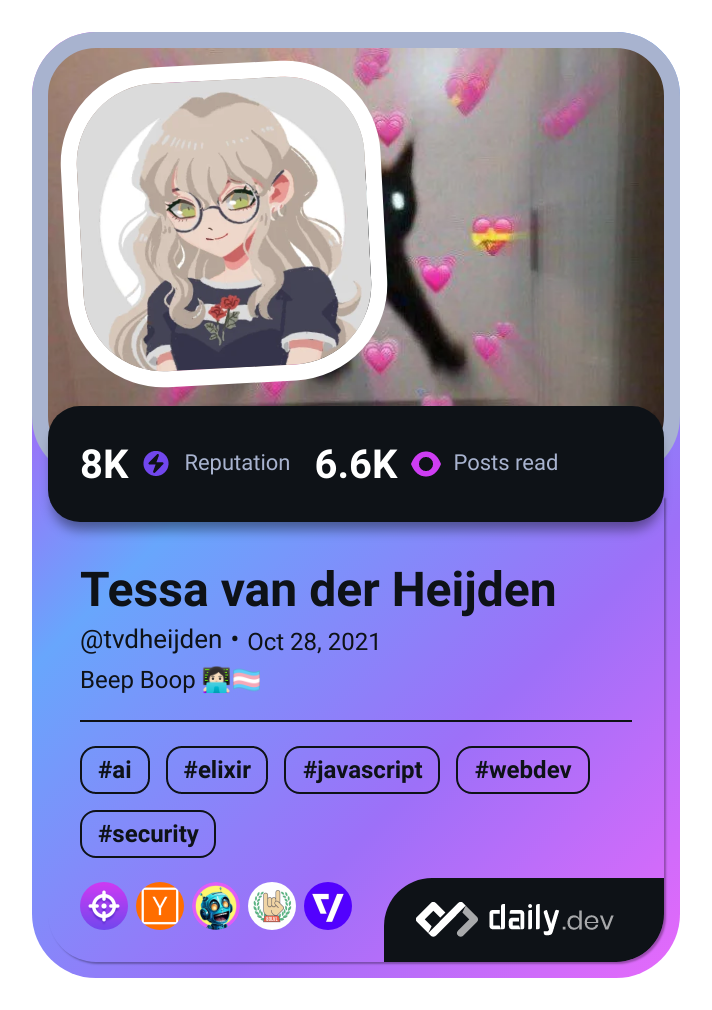 8K Reputation 6.6K Posts read
Tessa van der Heijden
@tvdheijden • Oct 28, 2021
Beep Boop 👩🏻‍💻🏳️‍⚧️
#ai #elixir #javascript #webdev
#security
Y
daily.dev